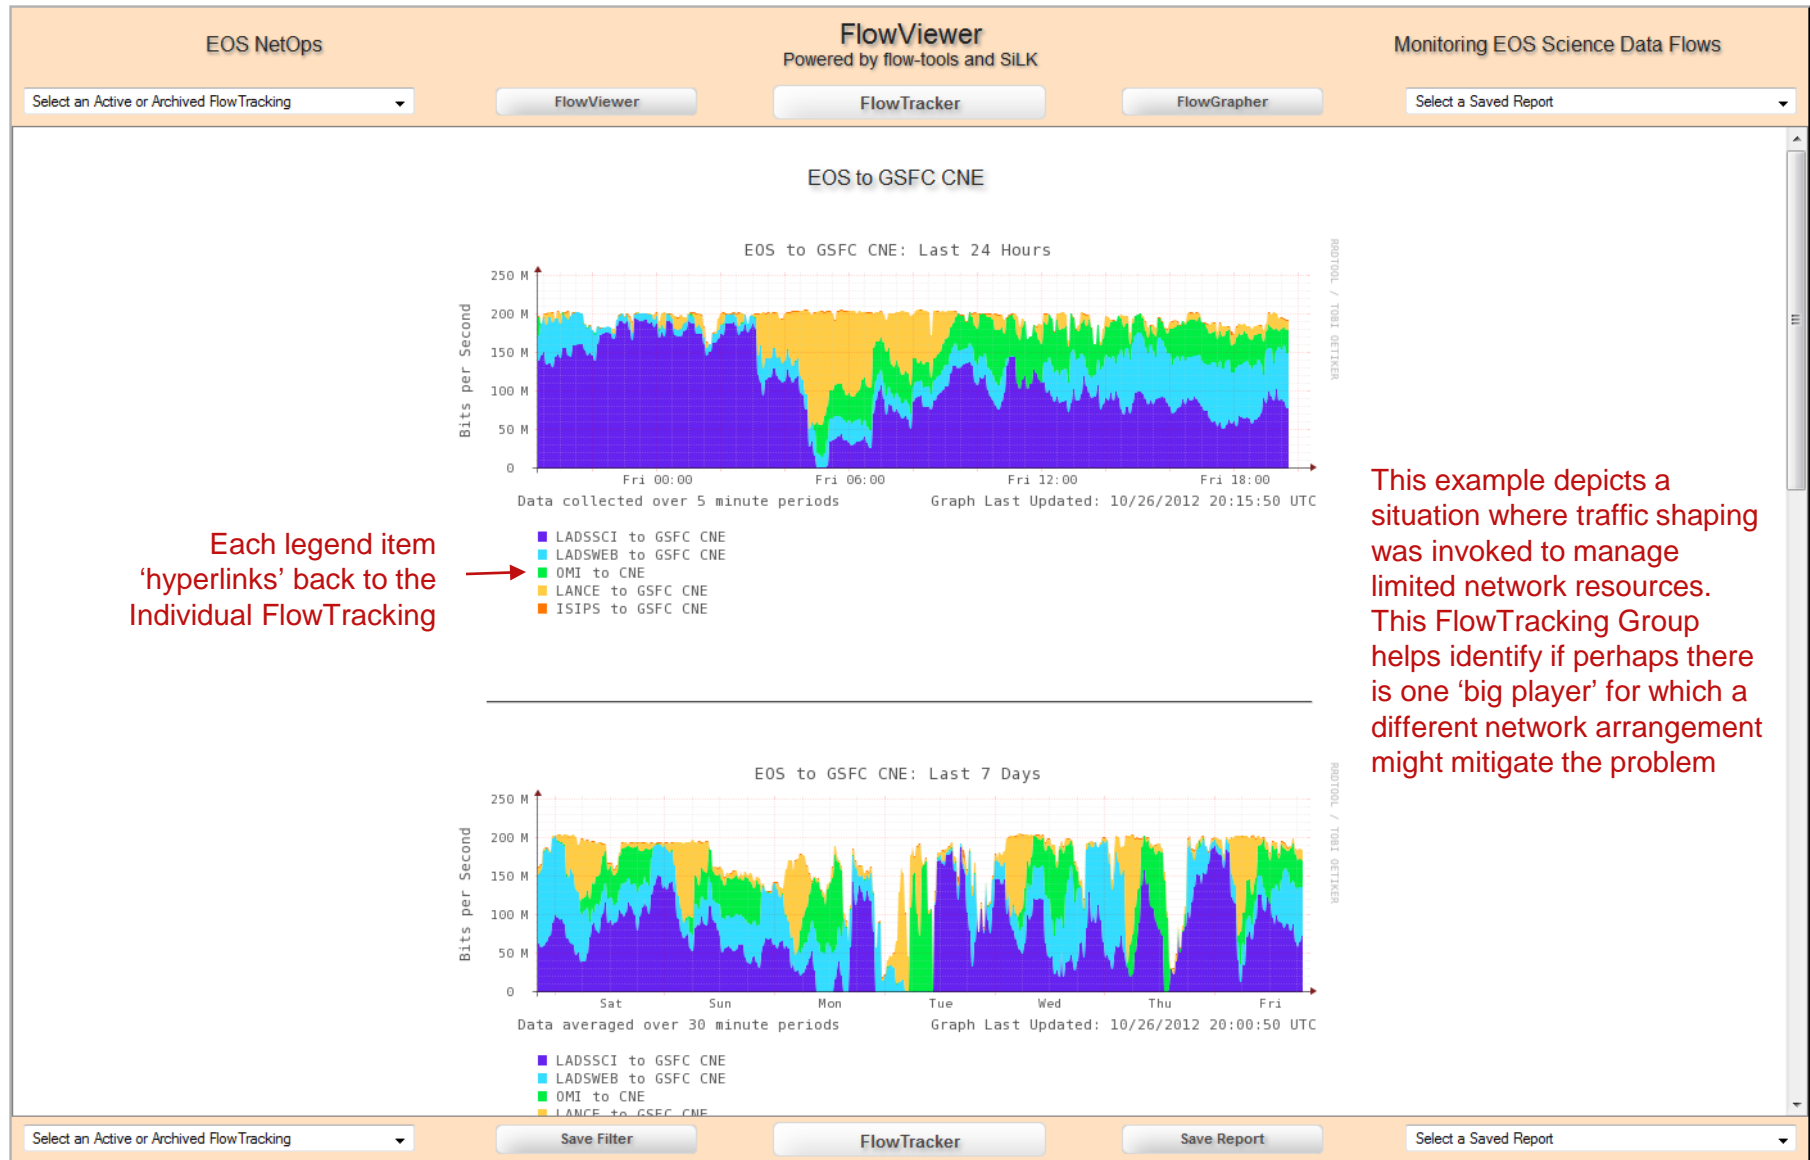 EOS NetOps
FlowViewer
Powered by flow-tools and SiLK
Monitoring EOS Science Data Flows
Select an Active or Archived FlowTracking
FlowViewer
FlowTracker
FlowGrapher
Select a Saved Report
EOS to GSFC CNE
EOS to GSFC CNE: Last 24 Hours
RRDTOOL / TOBI OETIKER
Bits per Second
250 M
200 M
150 M
100 M
50 M
0
Fri 00:00
Fri 06:00
Fri 12:00
Fri 18:00
Data collected over 5 minute periods
Graph Last Updated: 10/26/2012 20:15:50 UTC
LADSSCI to GSFC CNE
LADSWEB to GSFC CNE
OMI to CNE
LANCE to GSFC CNE
ISIPS to GSFC CNE
Each legend item
‘hyperlinks’ back to the
Individual FlowTracking
This example depicts a
situation where traffic shaping
was invoked to manage
limited network resources.
This FlowTracking Group
helps identify if perhaps there
is one ‘big player’ for which a
different network arrangement
might mitigate the problem
EOS to GSFC CNE: Last 7 Days
RRDTOOL / TOBI OETIKER
Bits per Second
250 M
200 M
150 M
100 M
50 M
0
Sat
Sun
Mon
Tue
Wed
Thu
Fri
Data averaged over 30 minute periods
Graph Last Updated: 10/26/2012 20:00:50 UTC
LADSSCI to GSFC CNE
LADSWEB to GSFC CNE
OMI to CNE
LANCE to GSFC CNE
Select an Active or Archived FlowTracking
Save Filter
FlowTracker
Save Report
Select a Saved Report